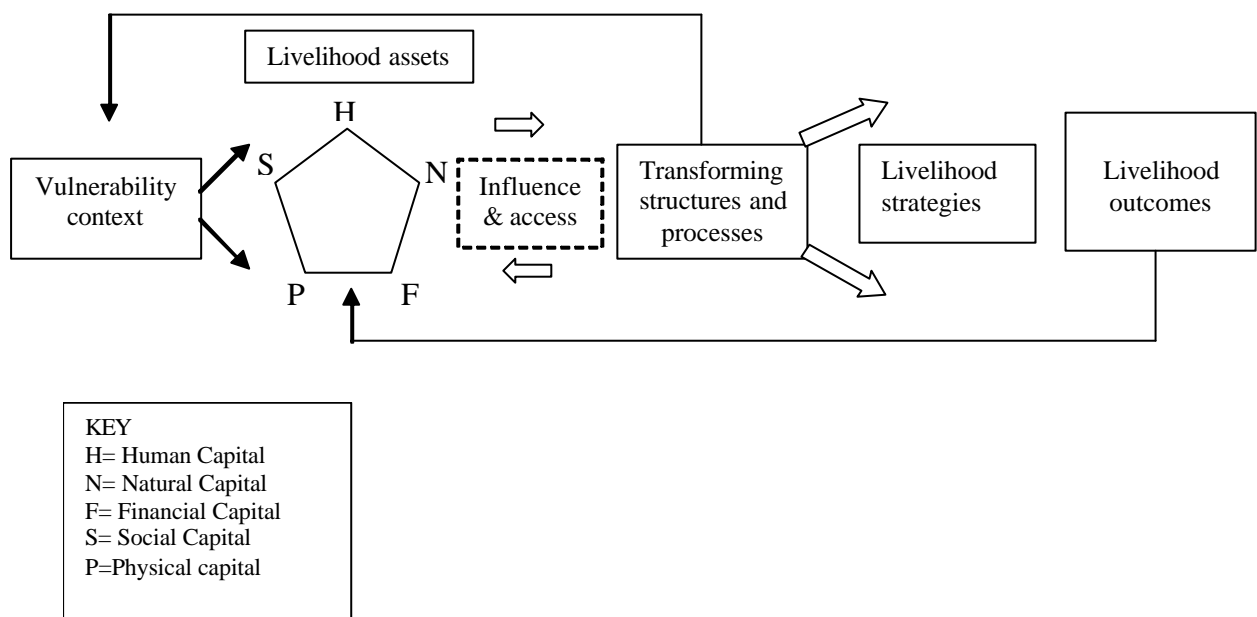 Livelihood assets
H
S
N
P
F
Vulnerability
context
Influence
& access
Transforming
structures and
processes
Livelihood
strategies
Livelihood
outcomes
KEY
H= Human Capital
N= Natural Capital
F= Financial Capital
S= Social Capital
P=Physical capital